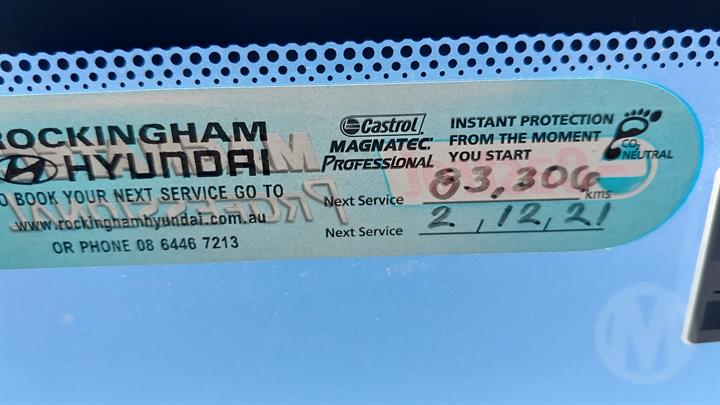 ROCKINGHAM
HYUNDAI
O BOOK YOUR NEXT SERVICE GO TO
www.rockinghamhyundai.com.au
OR PHONE 08 6446 7213
Castrol
MAGNATEC
PROFESSIONAL
INSTANT PROTECTION
FROM THE MOMENT
YOU START
CO2
NEUTRAL
Next Service 83,306 kms
Next Service 2,12,21
M